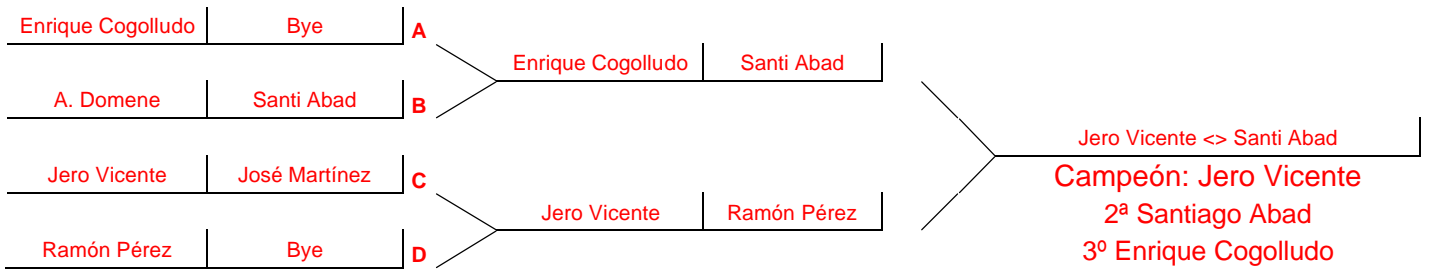 Enrique Cogolludo Bye A
Enrique Cogolludo Santi Abad
A. Domene Santi Abad B
Jero Vicente <> Santi Abad
Jero Vicente José Martínez C
Campeón: Jero Vicente
Jero Vicente Ramón Pérez
2ª Santiago Abad
Ramón Pérez Bye D
3º Enrique Cogolludo